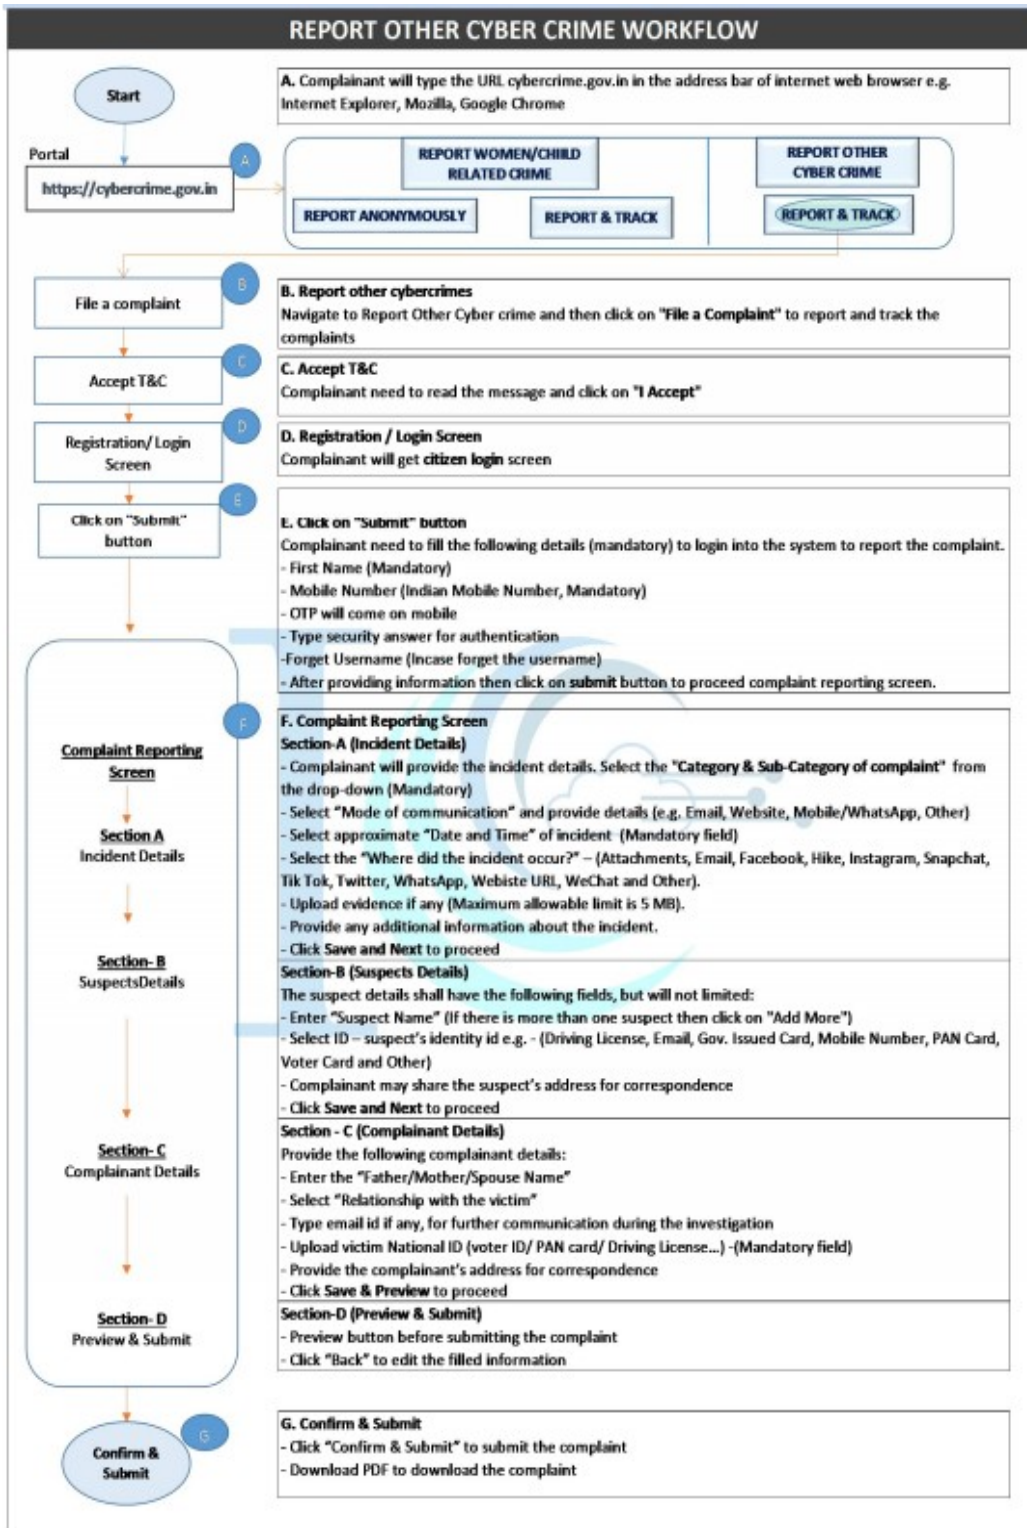 REPORT OTHER CYBER CRIME WORKFLOW
Start
A. Complainant will type the URL cybercrime.gov.in in the address bar of internet web browser e.g.
Internet Explorer, Mozilla, Google Chrome
Portal
A
https://cybercrime.gov.in
REPORT WOMEN/CHIILD
RELATED CRIME
REPORT ANONYMOUSLY
REPORT & TRACK
REPORT OTHER
CYBER CRIME
REPORT & TRACK
File a complaint
B
B. Report other cybercrimes
Navigate to Report Other Cyber crime and then click on "File a Complaint" to report and track the
complaints
Accept T&C
C
C. Accept T&C
Complainant need to read the message and click on "I Accept"
Registration/ Login
Screen
D
D. Registration / Login Screen
Complainant will get citizen login screen
Click on "Submit"
button
E
E. Click on "Submit" button
Complainant need to fill the following details (mandatory) to login into the system to report the complaint.
- First Name (Mandatory)
- Mobile Number (Indian Mobile Number, Mandatory)
- OTP will come on mobile
- Type security answer for authentication
-Forget Username (Incase forget the username)
- After providing information then click on submit button to proceed complaint reporting screen.
F
Complaint Reporting
Screen
Section A
Incident Details
F. Complaint Reporting Screen
Section-A (Incident Details)
- Complainant will provide the incident details. Select the "Category & Sub-Category of complaint" from
the drop-down (Mandatory)
- Select “Mode of communication” and provide details (e.g. Email, Website, Mobile/WhatsApp, Other)
- Select approximate “Date and Time” of incident (Mandatory field)
- Select the “Where did the incident occur?” – (Attachments, Email, Facebook, Hike, Instagram, Snapchat,
Tik Tok, Twitter, WhatsApp, Webiste URL, WeChat and Other).
- Upload evidence if any (Maximum allowable limit is 5 MB).
- Provide any additional information about the incident.
- Click Save and Next to proceed
Section- B
SuspectsDetails
Section-B (Suspects Details)
The suspect details shall have the following fields, but will not limited:
- Enter “Suspect Name” (If there is more than one suspect then click on "Add More")
- Select ID – suspect’s identity id e.g. - (Driving License, Email, Gov. Issued Card, Mobile Number, PAN Card,
Voter Card and Other)
- Complainant may share the suspect’s address for correspondence
- Click Save and Next to proceed
Section- C
Complainant Details
Section - C (Complainant Details)
Provide the following complainant details:
- Enter the “Father/Mother/Spouse Name”
- Select “Relationship with the victim”
- Type email id if any, for further communication during the investigation
- Upload victim National ID (voter ID/ PAN card/ Driving License...) -(Mandatory field)
- Provide the complainant’s address for correspondence
- Click Save & Preview to proceed
Section- D
Preview & Submit
Section-D (Preview & Submit)
- Preview button before submitting the complaint
- Click “Back” to edit the filled information
Confirm &
Submit
G
G. Confirm & Submit
- Click “Confirm & Submit” to submit the complaint
- Download PDF to download the complaint